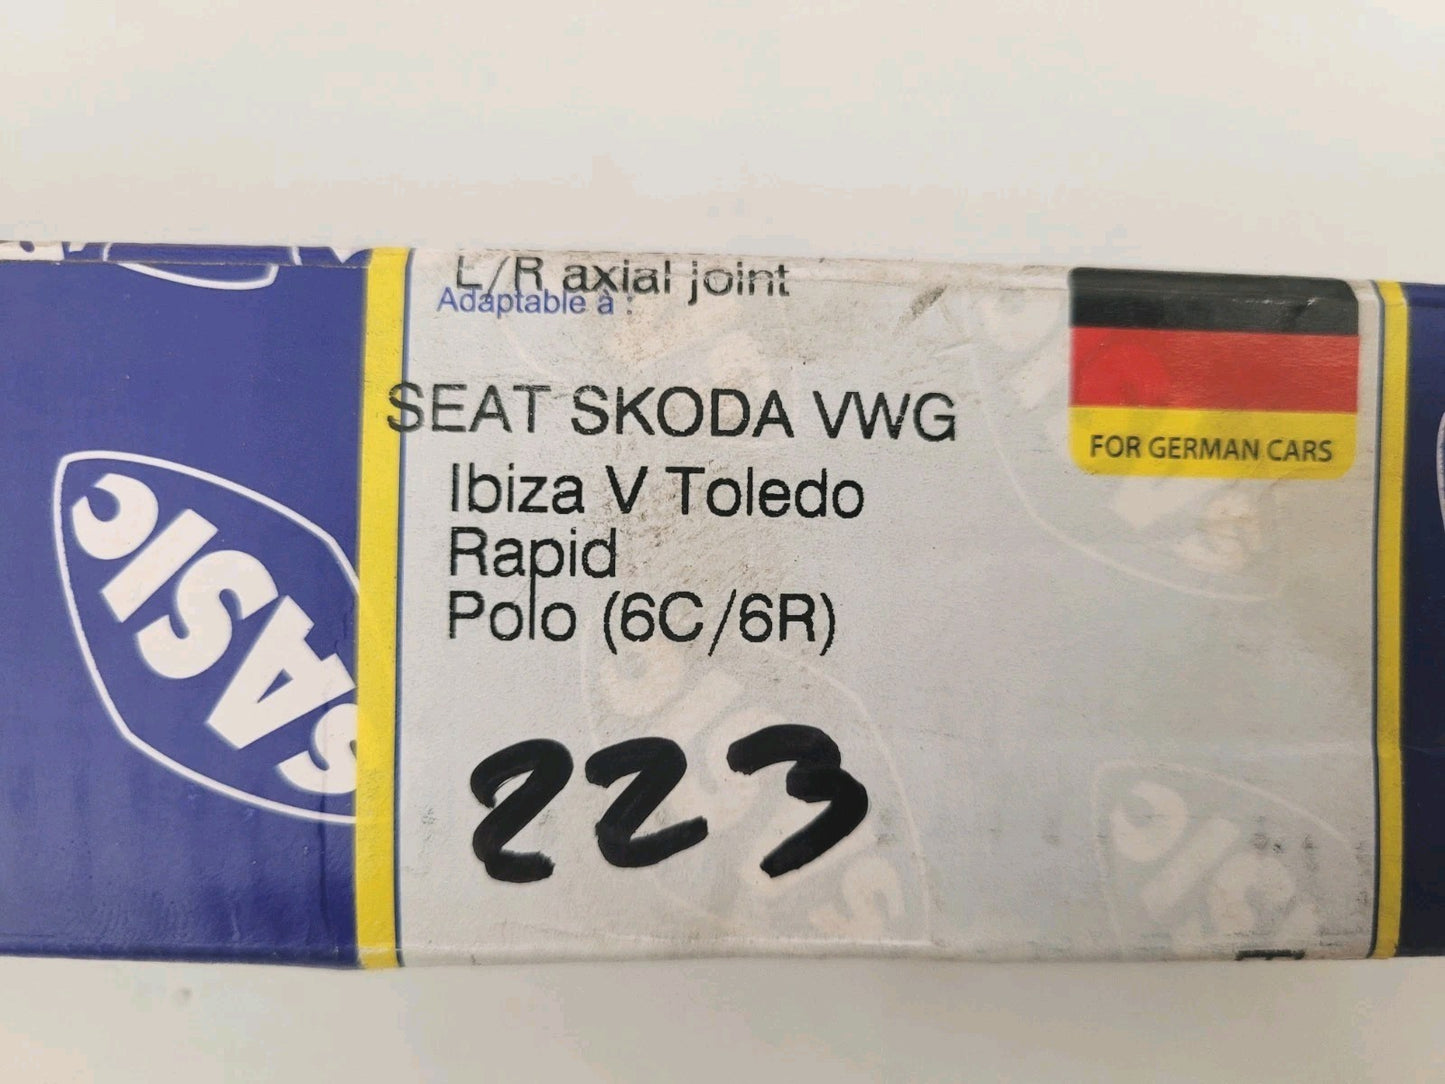 L/R axial joint
Adaptable à :
SEAT SKODA VWG
Ibiza V Toledo
Rapid
Polo (6C/6R)
223
FOR GERMAN CARS
SASIC